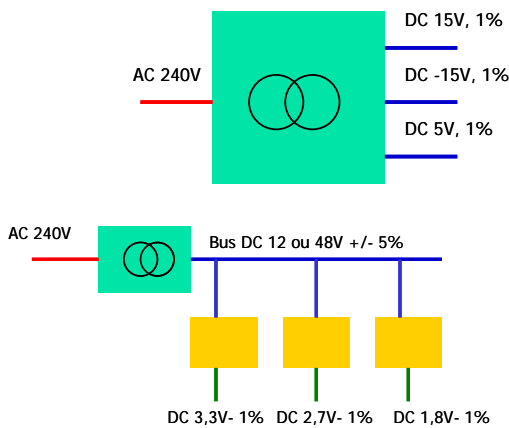 DC 15V, 1%
AC 240V
DC -15V, 1%
DC 5V, 1%
AC 240V
Bus DC 12 ou 48V +/- 5%
DC 3,3V- 1%
DC 2,7V- 1%
DC 1,8V- 1%